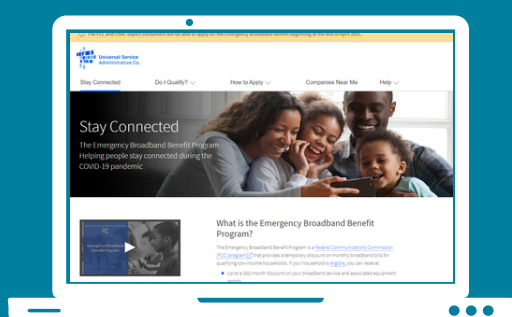 The FCC and USAC expect consumers will be able to apply for the Emergency Broadband Benefit beginning at the end of April 2021.
Universal Service
Administrative Co.
Stay Connected
Do I Qualify?
How to Apply
Companies Near Me
Help
Stay Connected
The Emergency Broadband Benefit Program -
Helping people stay connected during the
COVID-19 pandemic
Emergency Broadband
Benefit Program
What is the Emergency Broadband Benefit
Program?
The Emergency Broadband Benefit Program is a Federal Communications Commission
(FCC) program that provides a temporary discount on monthly broadband bills for
qualifying low-income households. If your household is eligible, you can receive:
Up to a $50/month discount on your broadband service and associated equipment